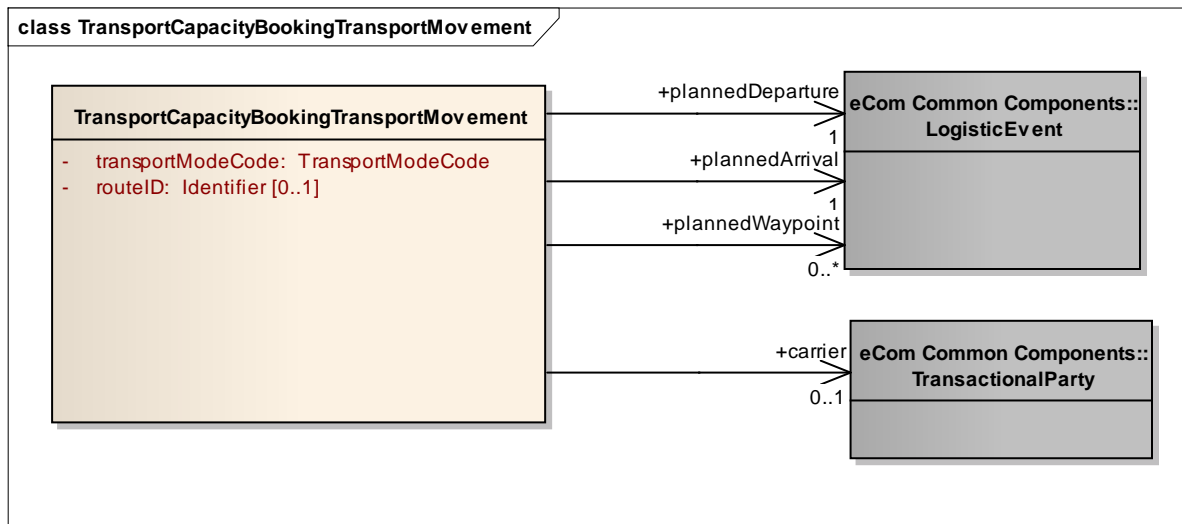 class TransportCapacityBookingTransportMovement
TransportCapacityBookingTransportMovement
- transportModeCode: TransportModeCode
- routeID: Identifier [0..1]
+plannedDeparture
1
+plannedArrival
1
+plannedWaypoint
0..*
eCom Common Components::
LogisticEvent
+carrier
0..1
eCom Common Components::
TransactionalParty